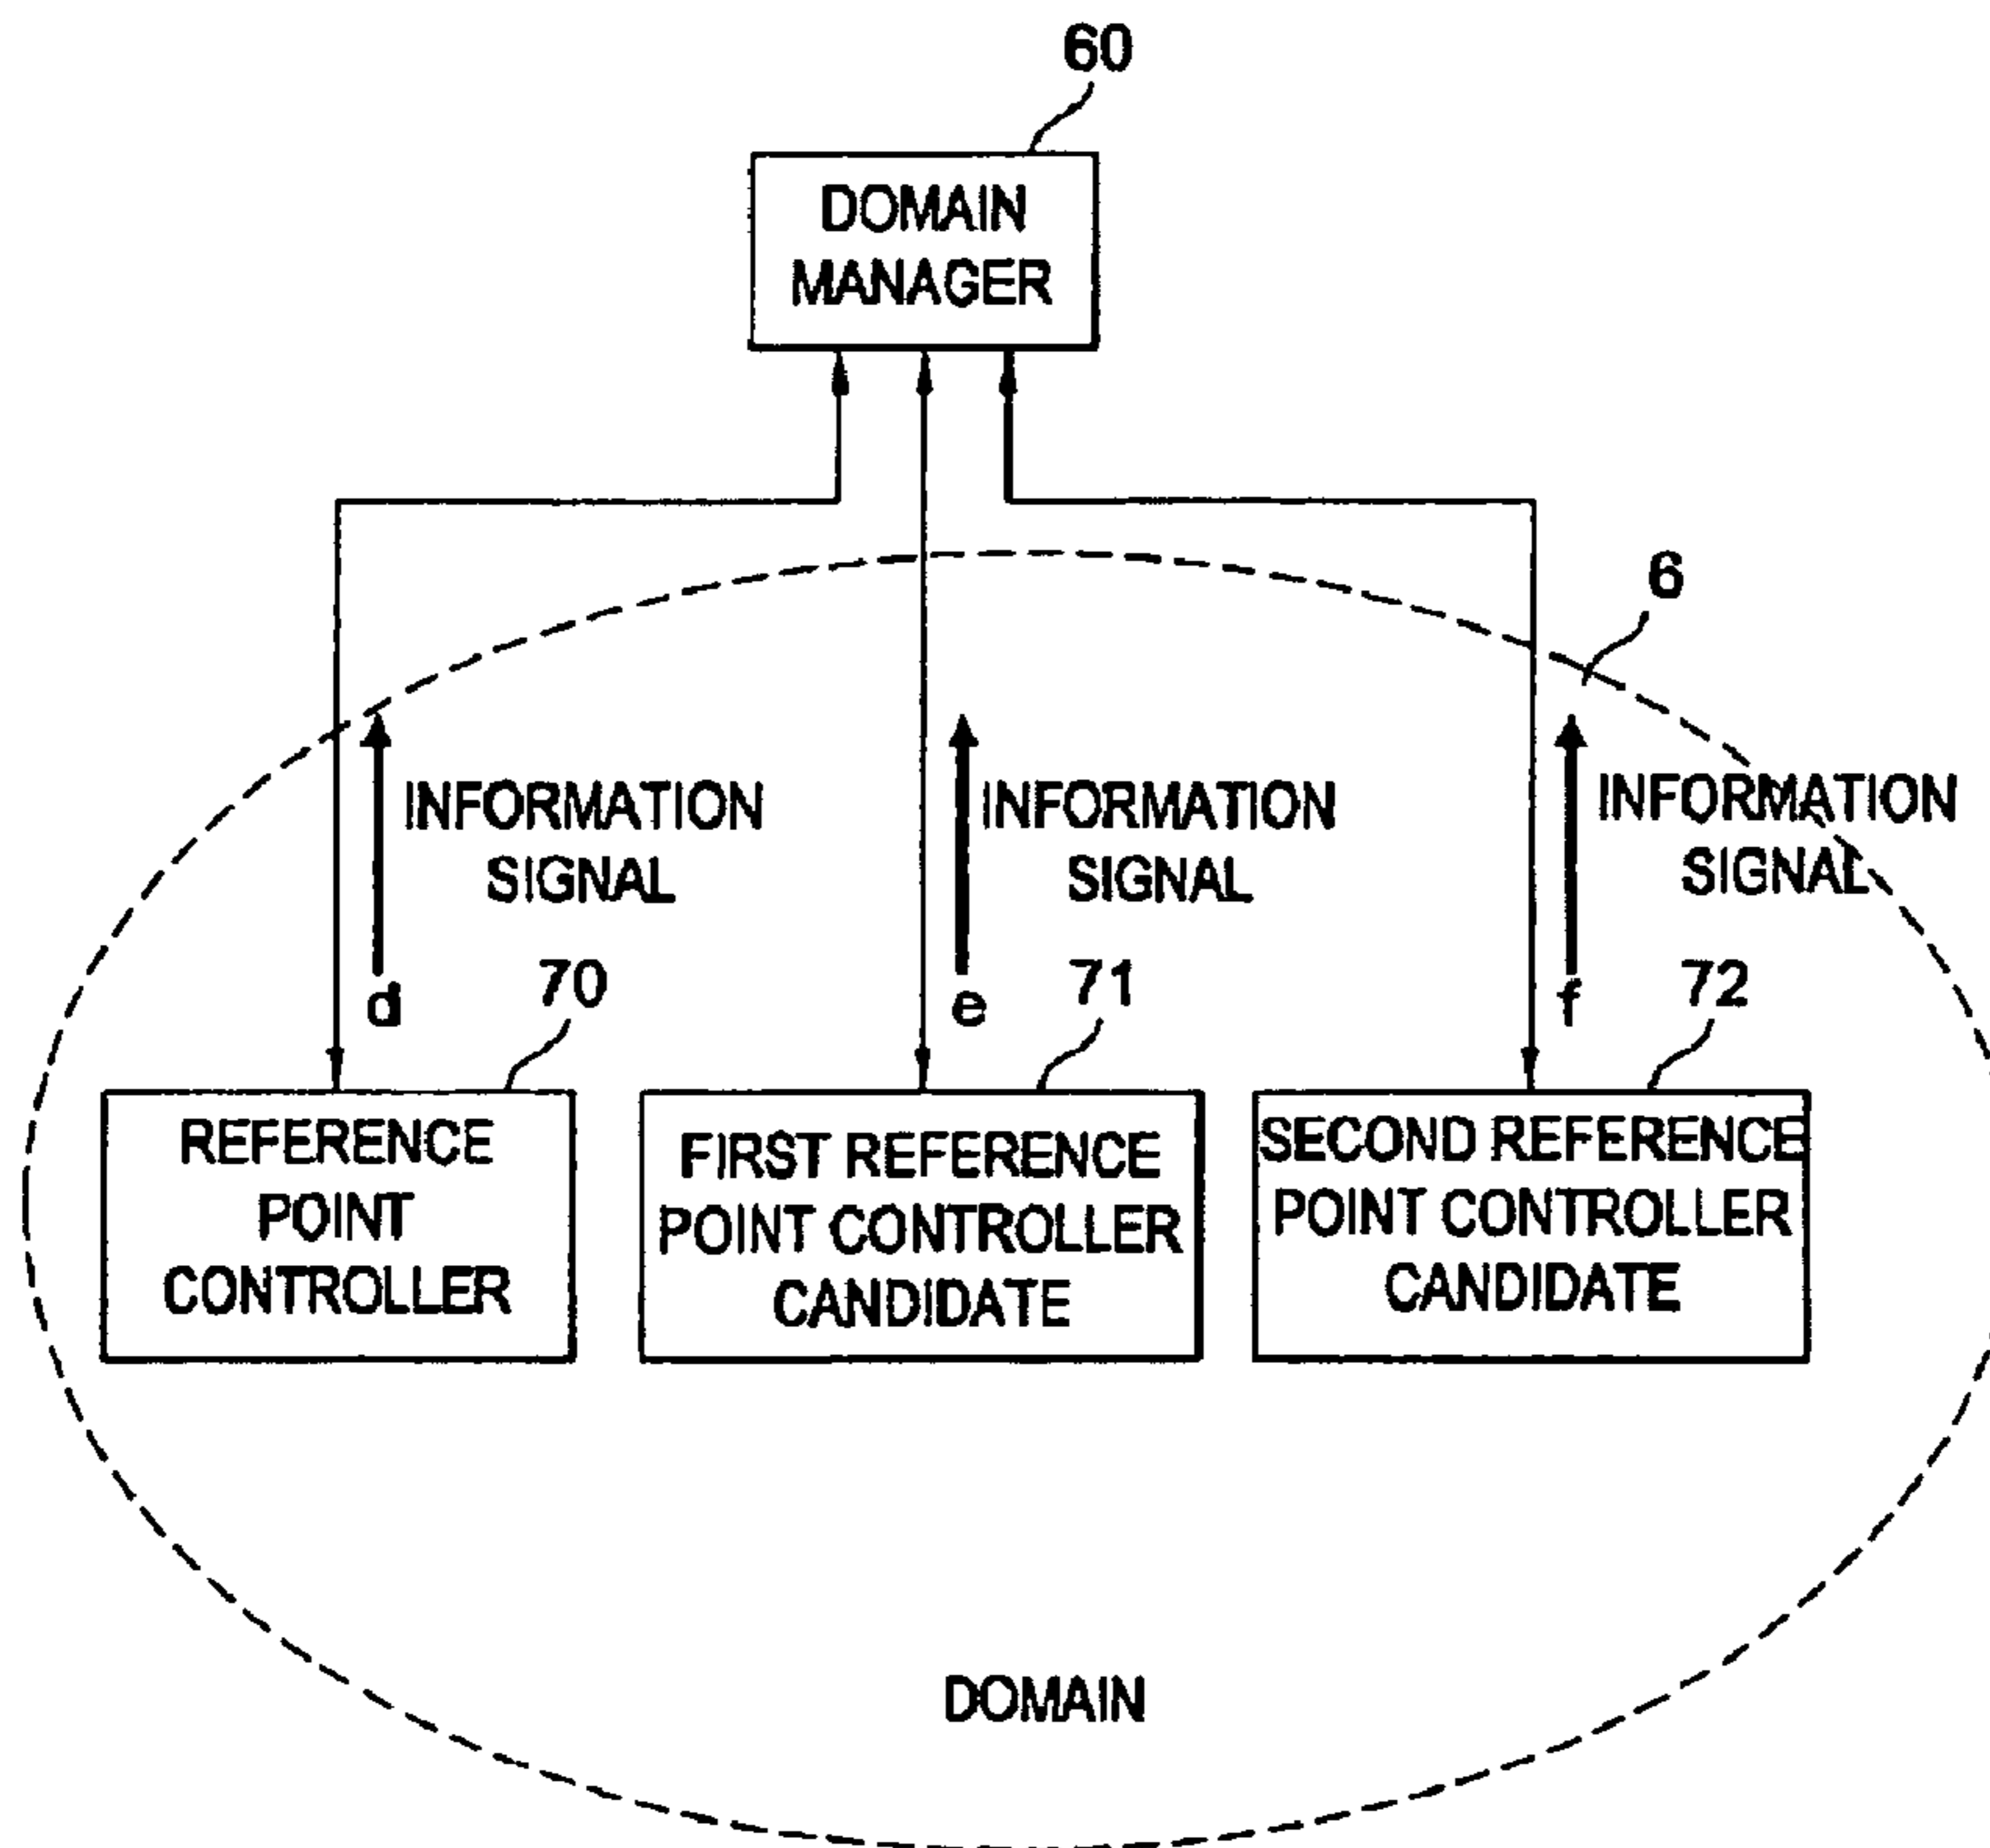 60
DOMAIN
MANAGER
6
INFORMATION
SIGNAL
INFORMATION
SIGNAL
INFORMATION
SIGNAL
d
70
e
71
f
72
REFERENCE
POINT
CONTROLLER
FIRST REFERENCE
POINT CONTROLLER
CANDIDATE
SECOND REFERENCE
POINT CONTROLLER
CANDIDATE
DOMAIN